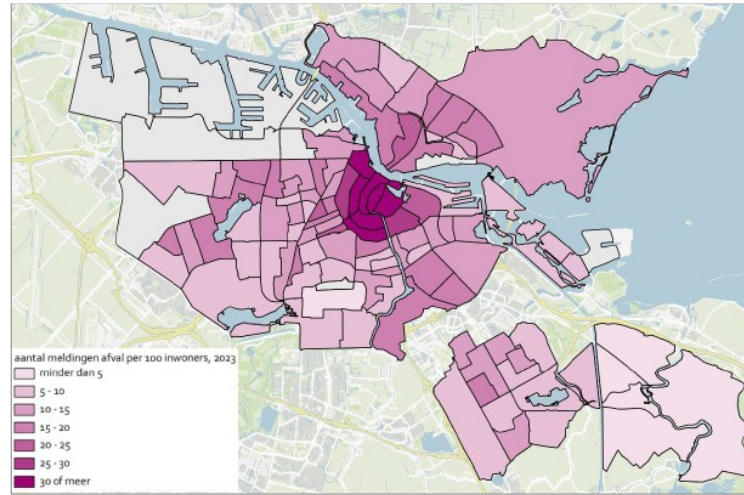 aantal meldingen afval per 100 inwoners, 2023
minder dan 5
5 - 10
10 - 15
15 - 20
20 - 25
25 - 30
30 of meer